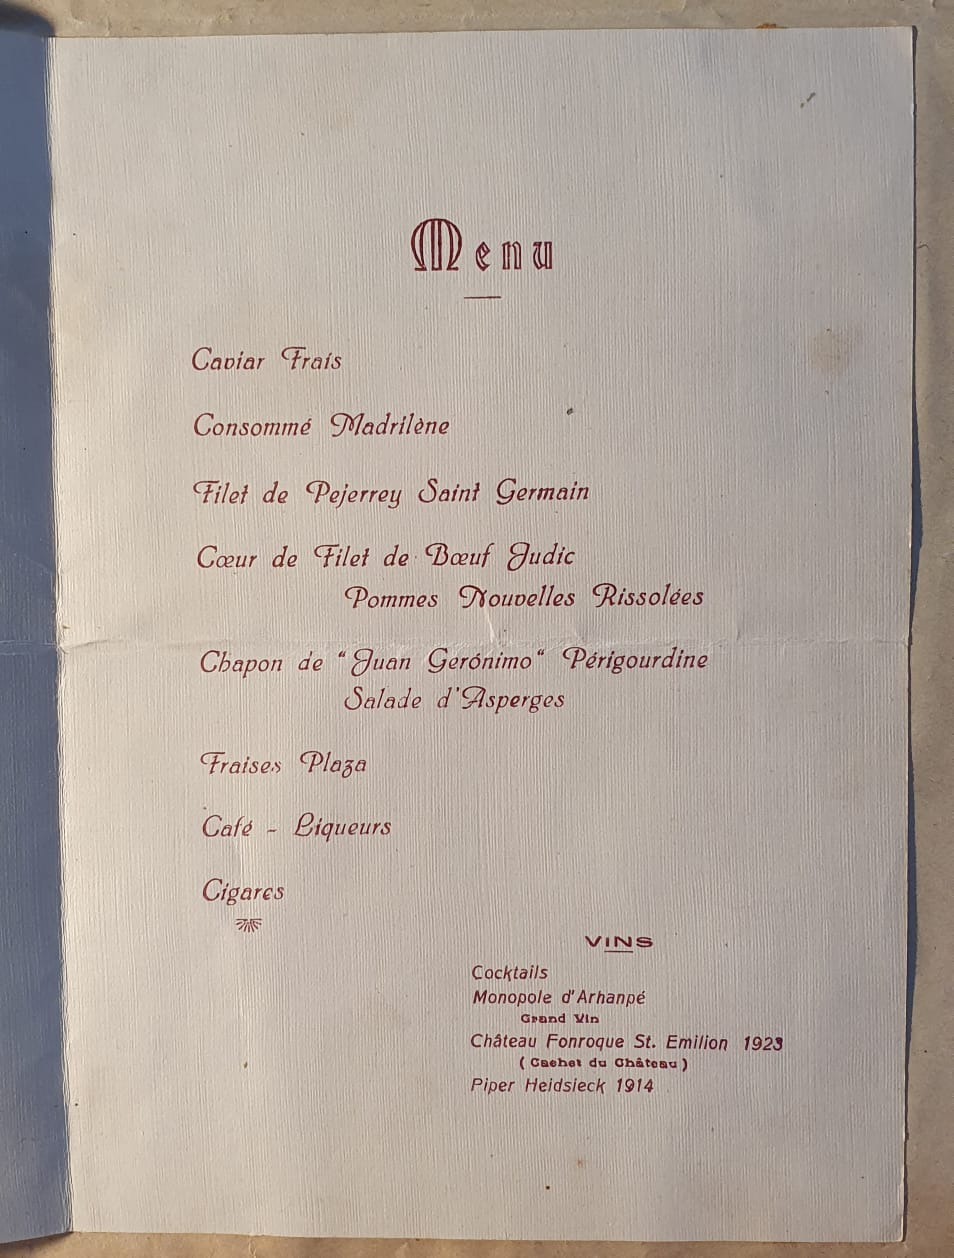 Menu
Caviar Frais
Consommé Madrilène
Filet de Pejerrey Saint Germain
Cœur de Filet de Bœuf Judic
Pommes Nouvelles Rissolées
Chapon de “Juan Gerónimo“ Périgourdine
Salade d'Asperges
Fraises Plaza
Café - Liqueurs
Cigares
VINS
Cocktails
Monopole d'Arhanpé
Grand Vin
Château Fonroque St. Emilion 1923
( Cachet du Château )
Piper Heidsieck 1914